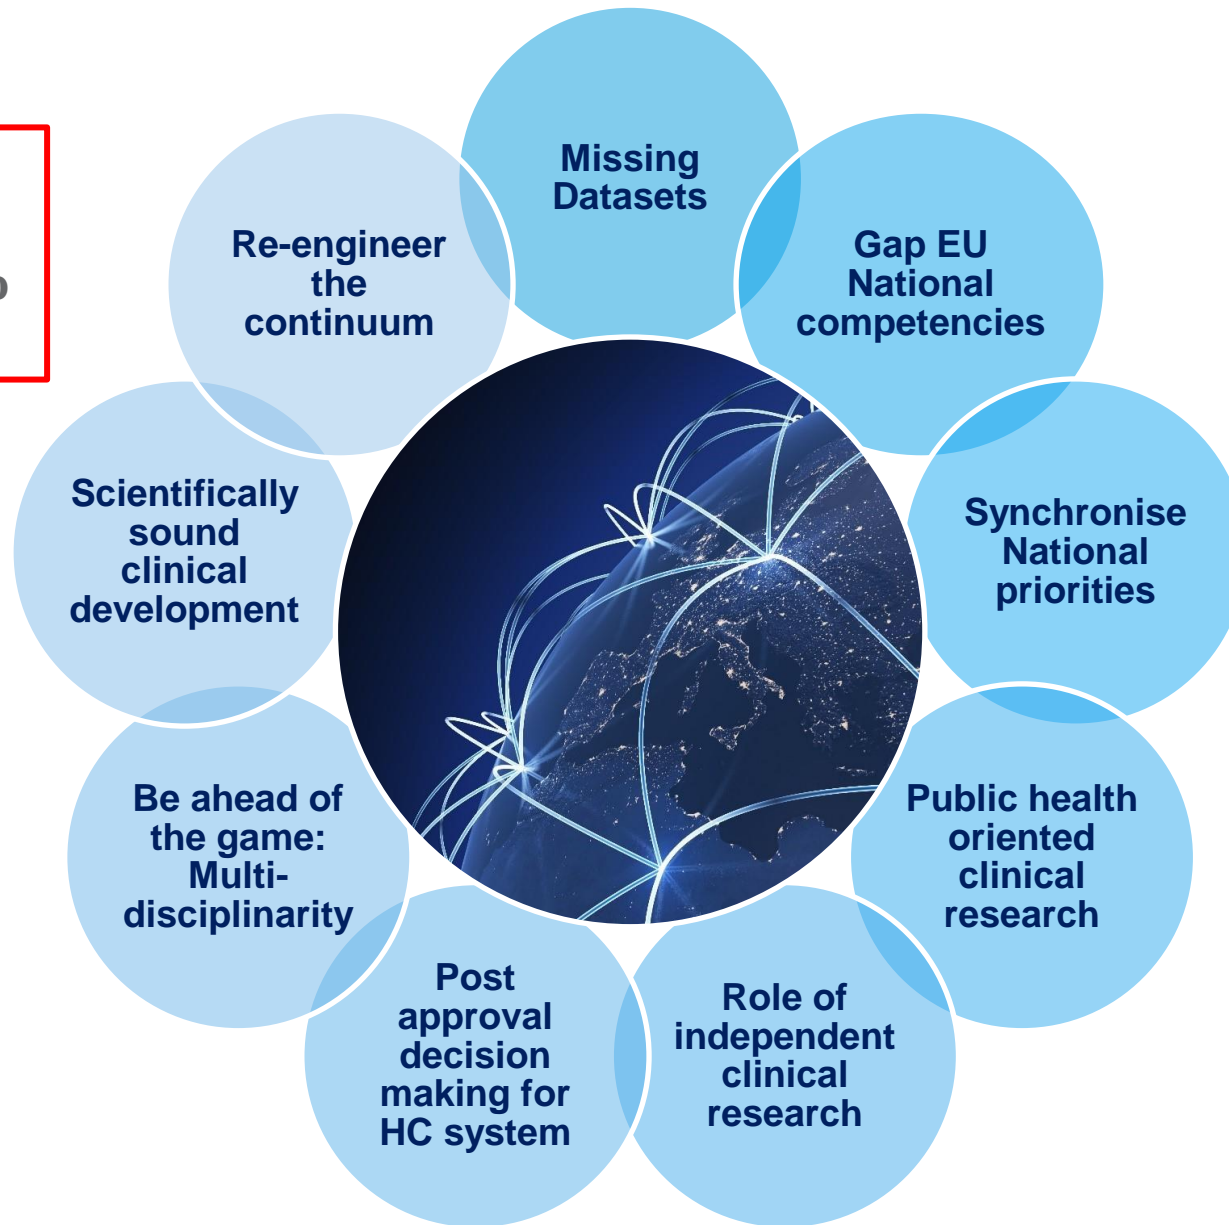 Missing
Datasets
Gap EU
National
competencies
Synchronise
National
priorities
Public health
oriented
clinical
research
Role of
independent
clinical
research
Post
approval
decision
making for
HC system
Be ahead of
the game:
Multi-
disciplinarity
Scientifically
sound
clinical
development
Re-engineer
the
continuum